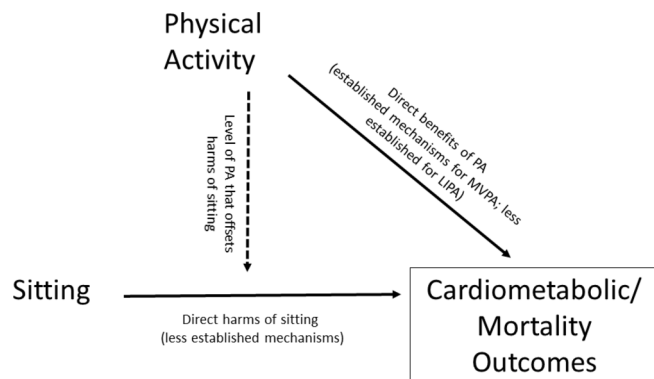 Physical
Activity
Direct benefits of PA
(established mechanisms for MVPA; less
established for LIPA)
Level of PA that offsets
harms of sitting
Sitting
Direct harms of sitting
(less established mechanisms)
Cardiometabolic/
Mortality
Outcomes